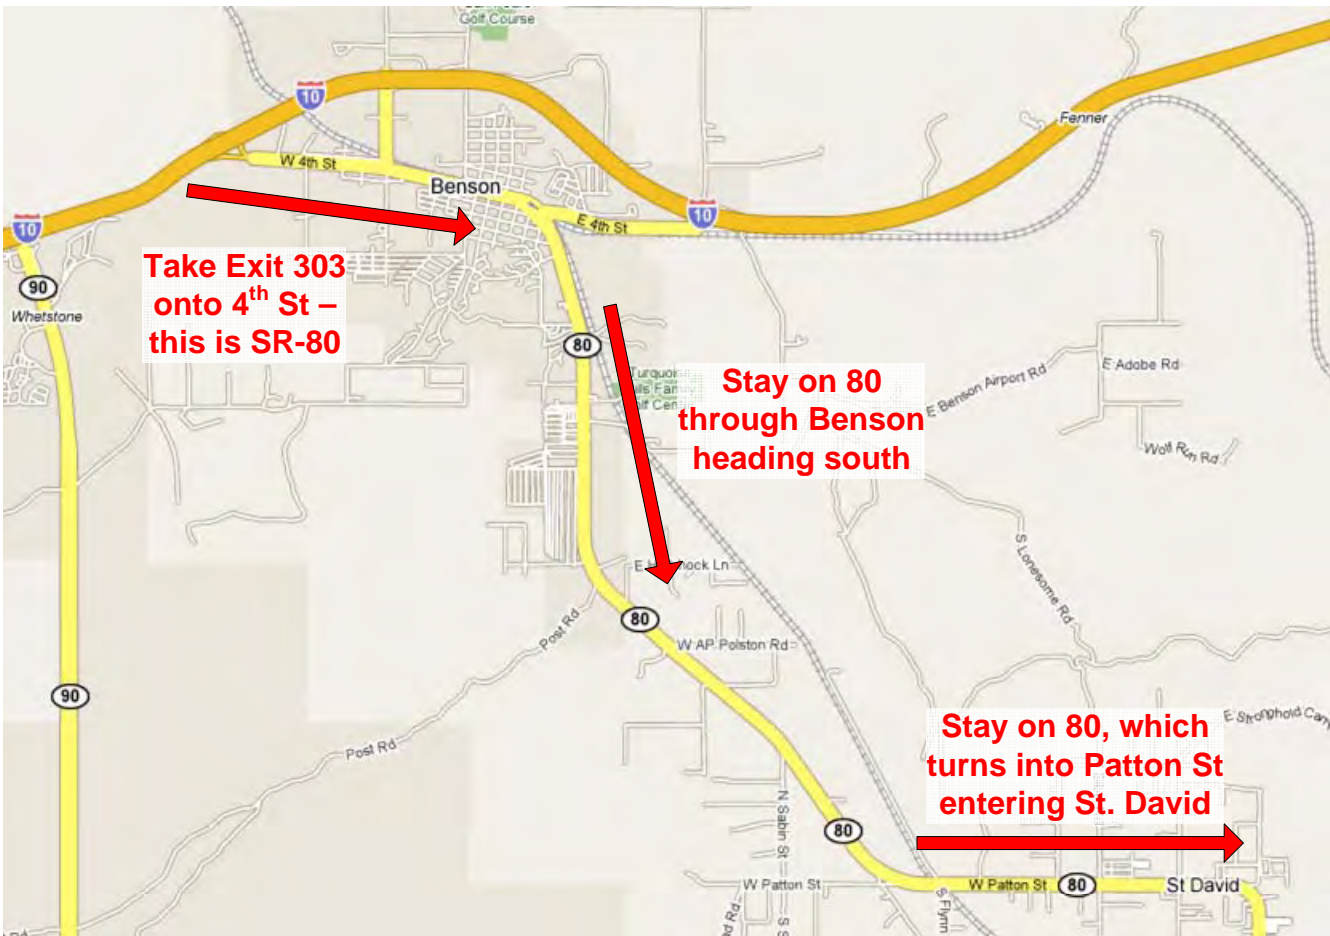 Golf Course
10
Fenner
W 4th St
Benson
10
E 4th St
10
90
Whetstone
Take Exit 303
onto 4th St –
this is SR-80
80
Stay on 80
through Benson
heading south
E Adobe Rd
E Benson Airport Rd
Wolf Run Rd
S Lonesome Rd
Post Rd
80
W AP Polston Rd
90
Post Rd
Stay on 80, which
turns into Patton St
entering St. David
E Stronghold
N Sabin St
80
W Patton St
W Patton St
80
St David
S Flynn